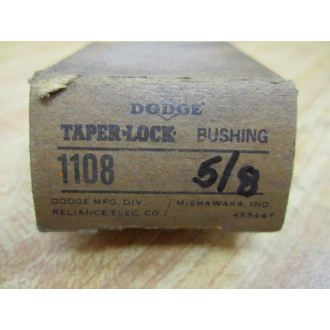 DODGE
TAPER-LOCK BUSHING
1108 5/8
DODGE MFG. DIV. / MISHAWAKA, IND.
RELIANCE ELEC. CO.